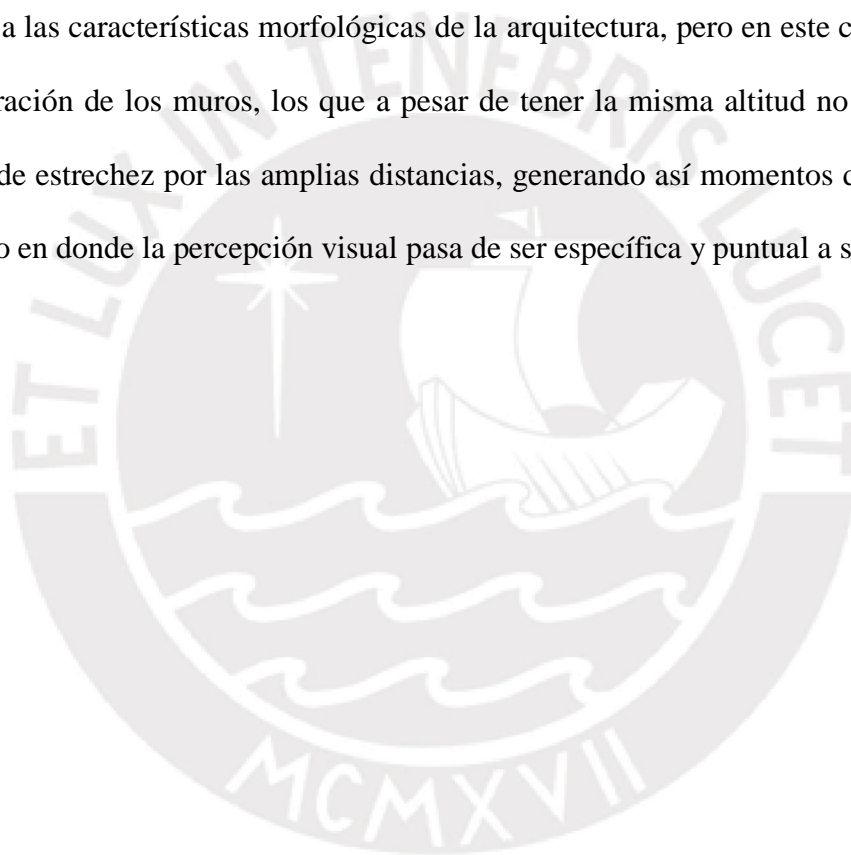 a las características morfológicas de la arquitectura, pero en este c
ración de los muros, los que a pesar de tener la misma altitud no
de estrechez por las amplias distancias, generando así momentos
o en donde la percepción visual pasa de ser específica y puntual a s
ET LUX IN TENEBRIS LUCET
MCMXVII